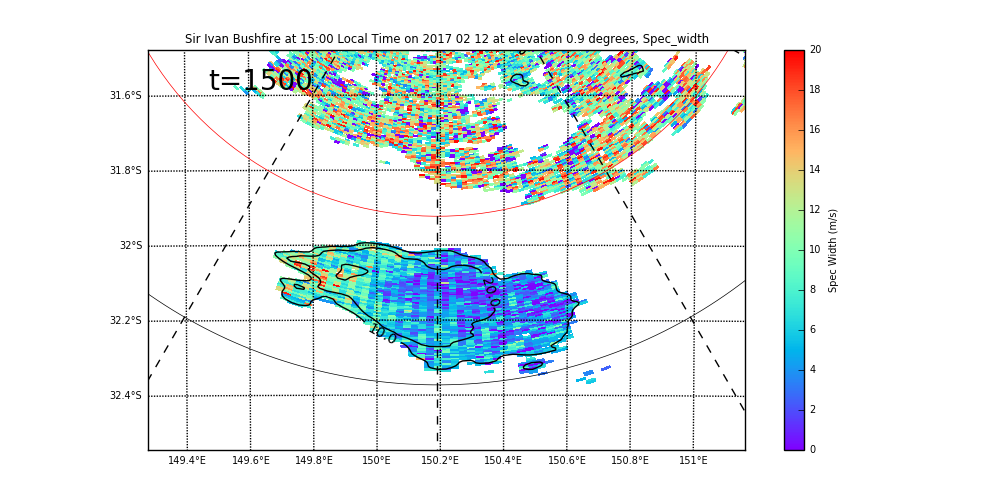 Sir Ivan Bushfire at 15:00 Local Time on 2017 02 12 at elevation 0.9 degrees, Spec_width
t=1500
31.6°S
31.8°S
32°S
32.2°S
32.4°S
20.0
10.0
149.4°E 149.6°E 149.8°E 150°E 150.2°E 150.4°E 150.6°E 150.8°E 151°E
20
18
16
14
12
10
8
6
4
2
0
Spec Width (m/s)